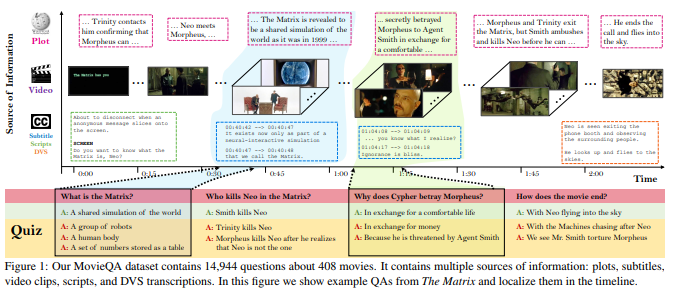 Source of Information
Plot
Video
Subtitle
Scripts
DVS
... Trinity contacts
him confirming that
Morpheus can ...
... Neo meets
Morpheus, ...
... The Matrix is revealed to
be a shared simulation of the
world as it was in 1999 ...
... secretly betrayed
Morpheus to Agent
Smith in exchange
for a comfortable ...
... Morpheus and Trinity exit
the Matrix, but Smith ambushes
and kills Neo before he can ...
... He ends the
call and flies into
the sky.
The Matrix has you
CC
About to disconnect when an
anonymous message slices onto
the screen.
SCREEN
Do you want to know what the
Matrix is, Neo?
00:40:42 --> 00:40:47
It exists now only as part of a
neural-interactive simulation
00:40:47 --> 00:40:48
that we call the Matrix.
01:04:08 --> 01:04:09
... you know what I realize?
01:04:17 --> 01:04:18
Ignorance is bliss.
Neo is seen exiting the
phone booth and observing
the surrounding people.
He looks up and flies to the
skies.
0:00
0:15
0:30
0:45
1:00
1:15
1:30
1:45
2:00
Time
Quiz
What is the Matrix?
A: A shared simulation of the world
A: A group of robots
A: A human body
A: A set of numbers stored as a table
Who kills Neo in the Matrix?
A: Smith kills Neo
A: Trinity kills Neo
A: Morpheus kills Neo after he realizes
that Neo is not the one
Why does Cypher betray Morpheus?
A: In exchange for a comfortable life
A: In exchange for money
A: Because he is threatened by Agent Smith
How does the movie end?
A: With Neo flying into the sky
A: With the Machines chasing after Neo
A: We see Mr. Smith torture Morpheus
Figure 1: Our MovieQA dataset contains 14,944 questions about 408 movies. It contains multiple sources of information: plots, subtitles,
video clips, scripts, and DVS transcriptions. In this figure we show example QAs from The Matrix and localize them in the timeline.